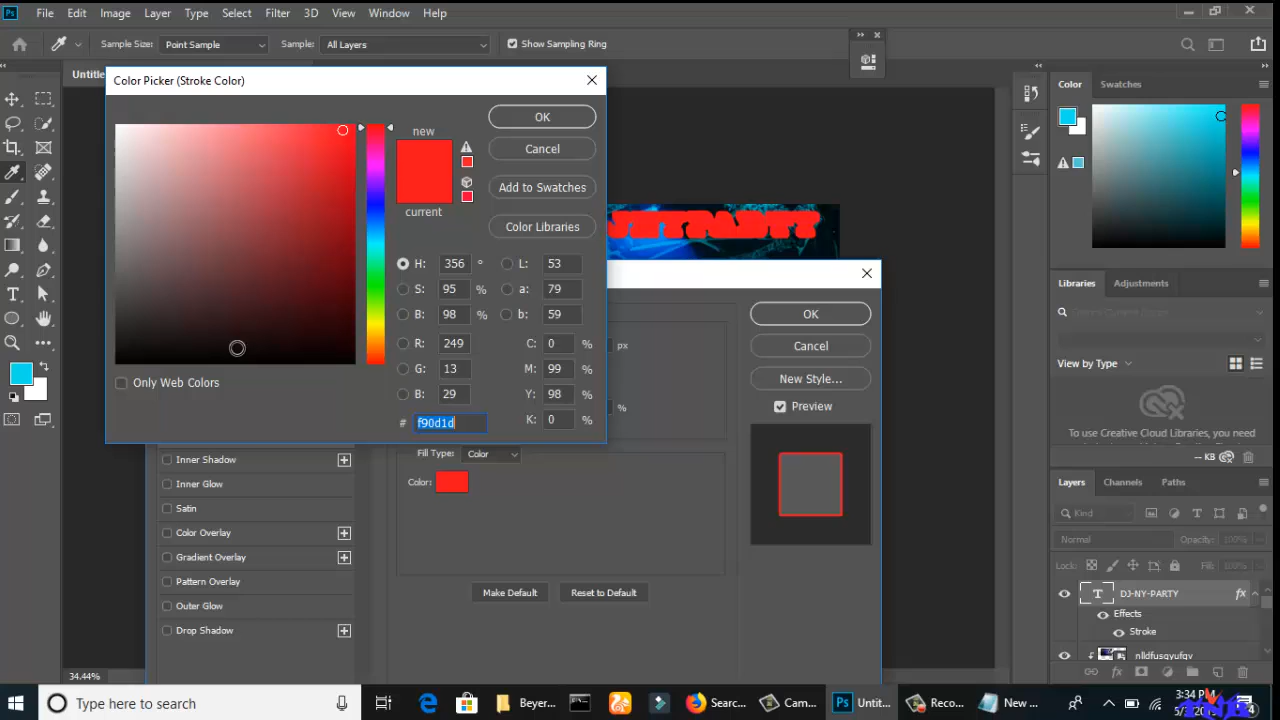 Ps File Edit Image Layer Type Select Filter 3D View Window Help
Sample Size: Point Sample Sample: All Layers Show Sampling Ring
Untitle
Color Picker (Stroke Color)
new
current
OK
Cancel
Add to Swatches
Color Libraries
H: 356 ° L: 53
S: 95 % a: 79
B: 98 % b: 59
R: 249 C: 0 %
G: 13 M: 99 %
B: 29 Y: 98 %
# f90d1d K: 0 %
Only Web Colors
px
%
OK
Cancel
New Style...
Preview
Fill Type: Color
Color:
Make Default Reset to Default
Inner Shadow
Inner Glow
Satin
Color Overlay
Gradient Overlay
Pattern Overlay
Outer Glow
Drop Shadow
34.44%
Color Swatches
Libraries Adjustments
View by Type
To use Creative Cloud Libraries, you need
-- KB
Layers Channels Paths
Kind
Normal Opacity: 100%
Lock: Fill: 100%
T DJ-NY-PARTY fx
Effects
Stroke
Type here to search
Beyer... Searc... Cam... Ps Untit... Reco... New ...
3:34 PM